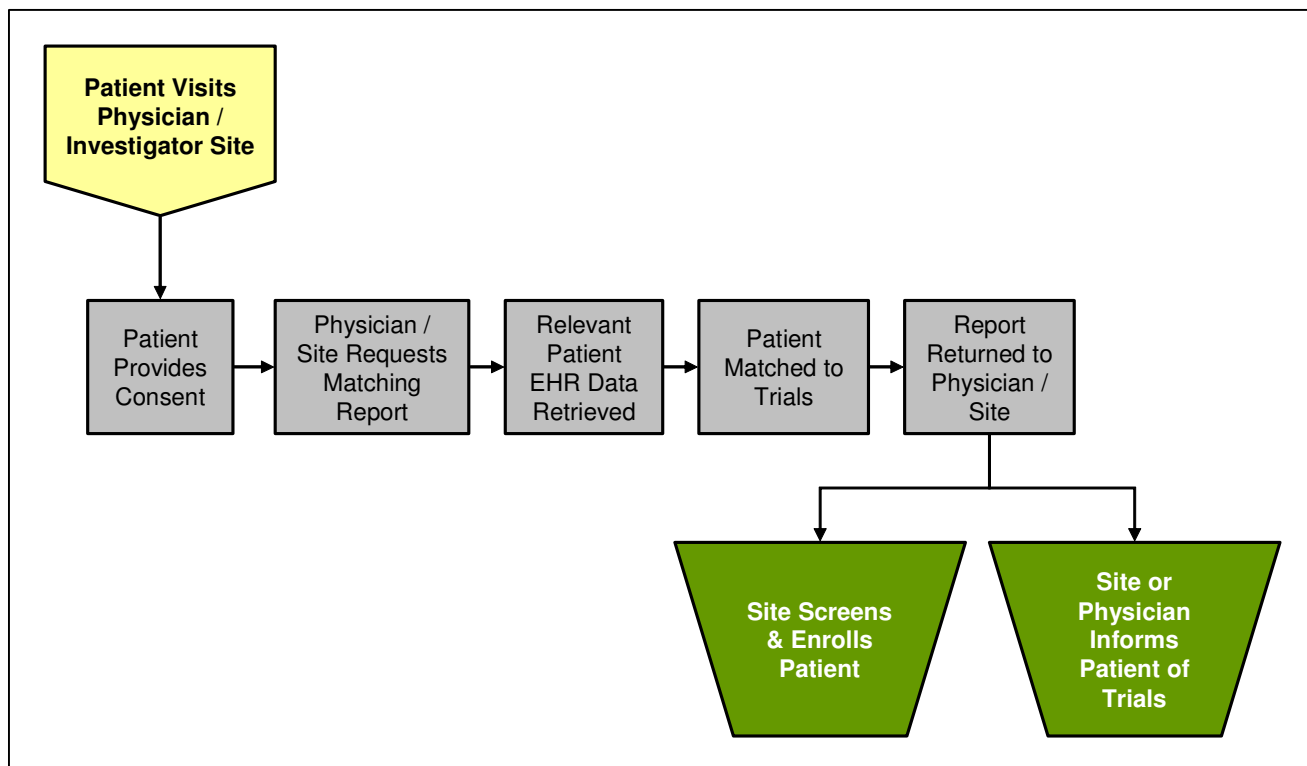 Patient Visits
Physician /
Investigator Site
Patient
Provides
Consent
Physician /
Site Requests
Matching
Report
Relevant
Patient
EHR Data
Retrieved
Patient
Matched to
Trials
Report
Returned to
Physician /
Site
Site Screens
& Enrolls
Patient
Site or
Physician
Informs
Patient of
Trials